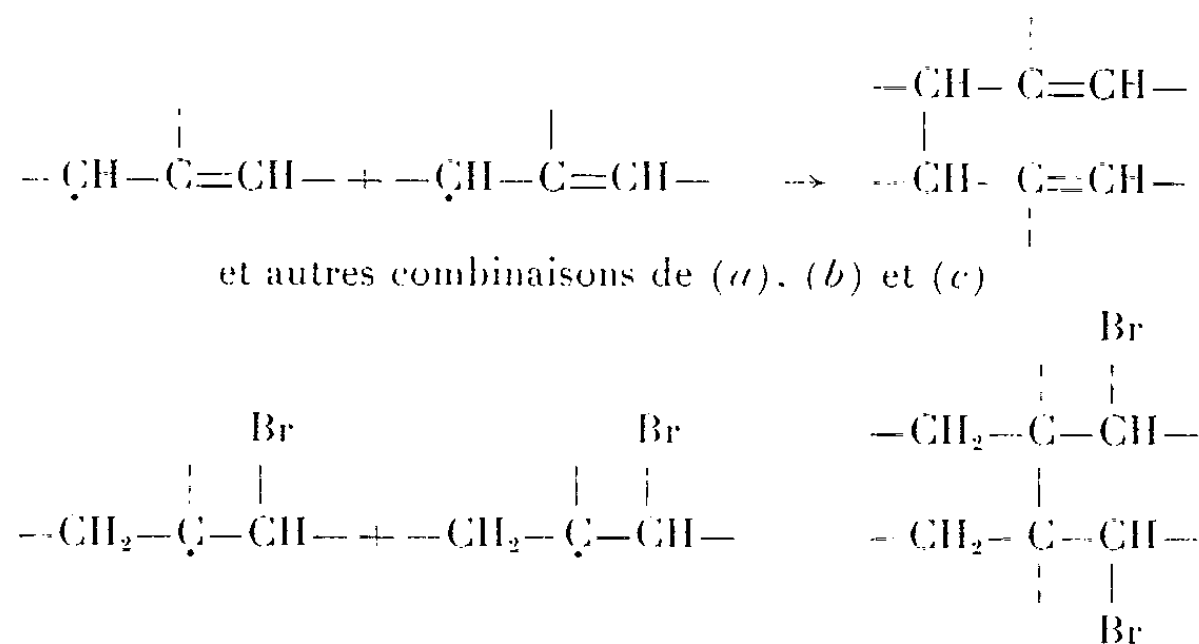 —CH— C=CH—
—CH—C=CH— + —CH—C=CH— → —CH— C=CH—
et autres combinaisons de (a), (b) et (c)
Br
Br Br —CH₂—C—CH—
—CH₂—C—CH— + —CH₂—C—CH— —CH₂—C—CH—
Br